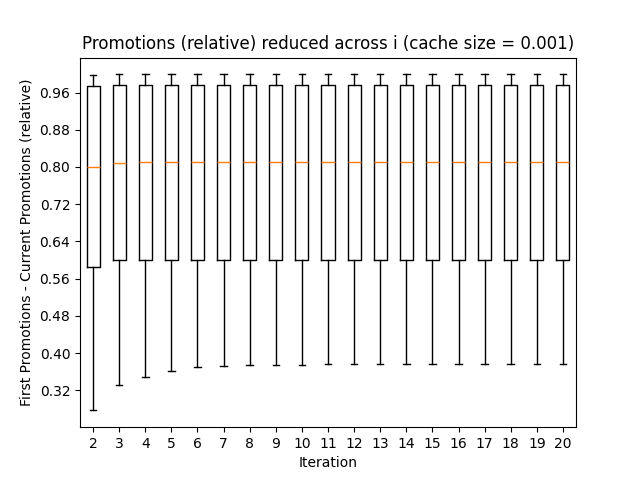 Promotions (relative) reduced across i (cache size = 0.001)
First Promotions - Current Promotions (relative)
0.96
0.88
0.80
0.72
0.64
0.56
0.48
0.40
0.32
2 3 4 5 6 7 8 9 10 11 12 13 14 15 16 17 18 19 20
Iteration